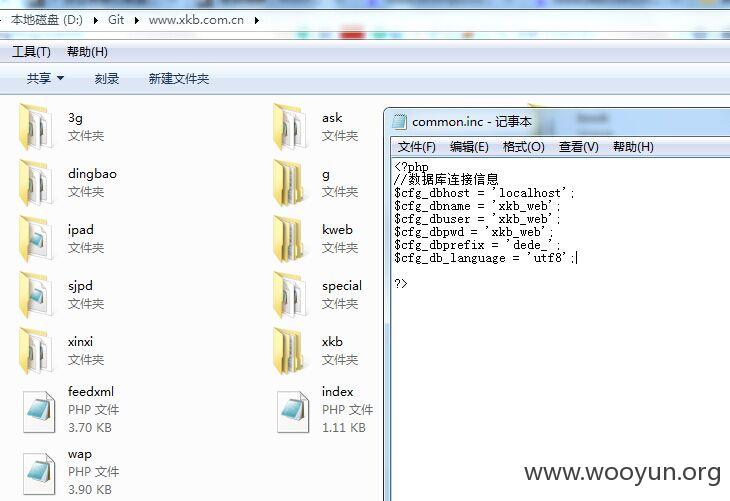 本地磁盘 (D:) ▸ Git ▸ www.xkb.com.cn ▸
工具(T) 帮助(H)
共享 刻录 新建文件夹
3g
文件夹
ask
文件夹
dingbao
文件夹
g
文件夹
ipad
文件夹
kweb
文件夹
sjpd
文件夹
special
文件夹
xinxi
文件夹
xkb
文件夹
feedxml
PHP 文件
3.70 KB
index
PHP 文件
1.11 KB
wap
PHP 文件
3.90 KB
common.inc - 记事本
文件(F) 编辑(E) 格式(O) 查看(V) 帮助(H)
<?php
//数据库连接信息
$cfg_dbhost = 'localhost';
$cfg_dbname = 'xkb_web';
$cfg_dbuser = 'xkb_web';
$cfg_dbpwd = 'xkb_web';
$cfg_dbprefix = 'dede_';
$cfg_db_language = 'utf8';
?>
www.wooyun.org